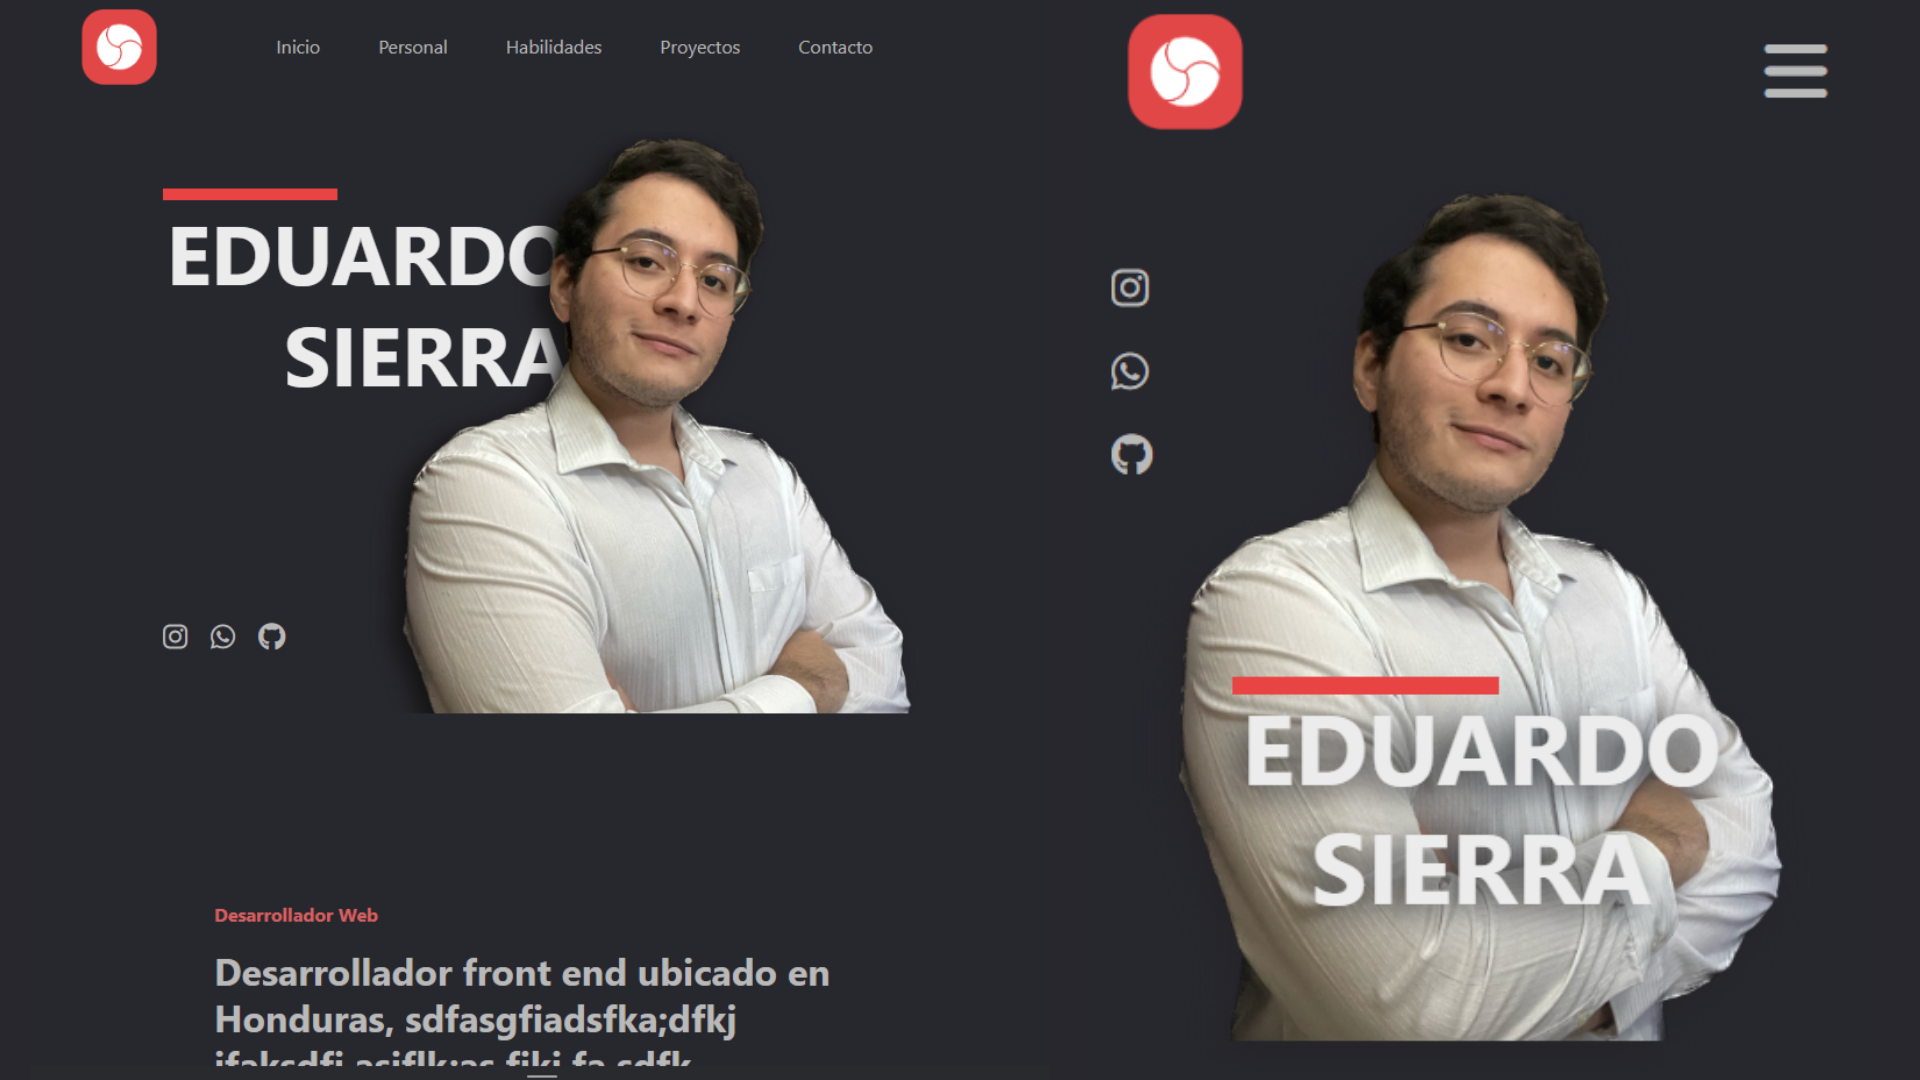 Inicio Personal Habilidades Proyectos Contacto
EDUARDO
SIERRA
Desarrollador Web
Desarrollador front end ubicado en
Honduras, sdfasgfiadsfka;dfkj
EDUARDO
SIERRA